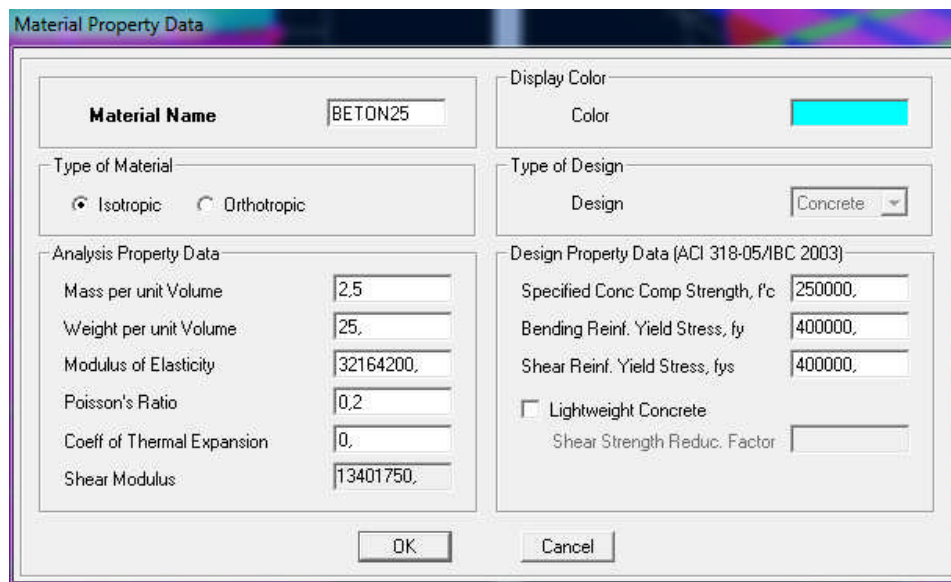 Material Property Data
Display Color
Material Name BETON25
Color
Type of Material
Type of Design
Isotropic Orthotropic
Design Concrete
Analysis Property Data
Design Property Data (ACI 318-05/IBC 2003)
Mass per unit Volume 2,5
Specified Conc Comp Strength, f'c 250000,
Weight per unit Volume 25,
Bending Reinf. Yield Stress, fy 400000,
Modulus of Elasticity 32164200,
Shear Reinf. Yield Stress, fys 400000,
Poisson's Ratio 0,2
Lightweight Concrete
Coeff of Thermal Expansion 0,
Shear Strength Reduc. Factor
Shear Modulus 13401750,
OK Cancel